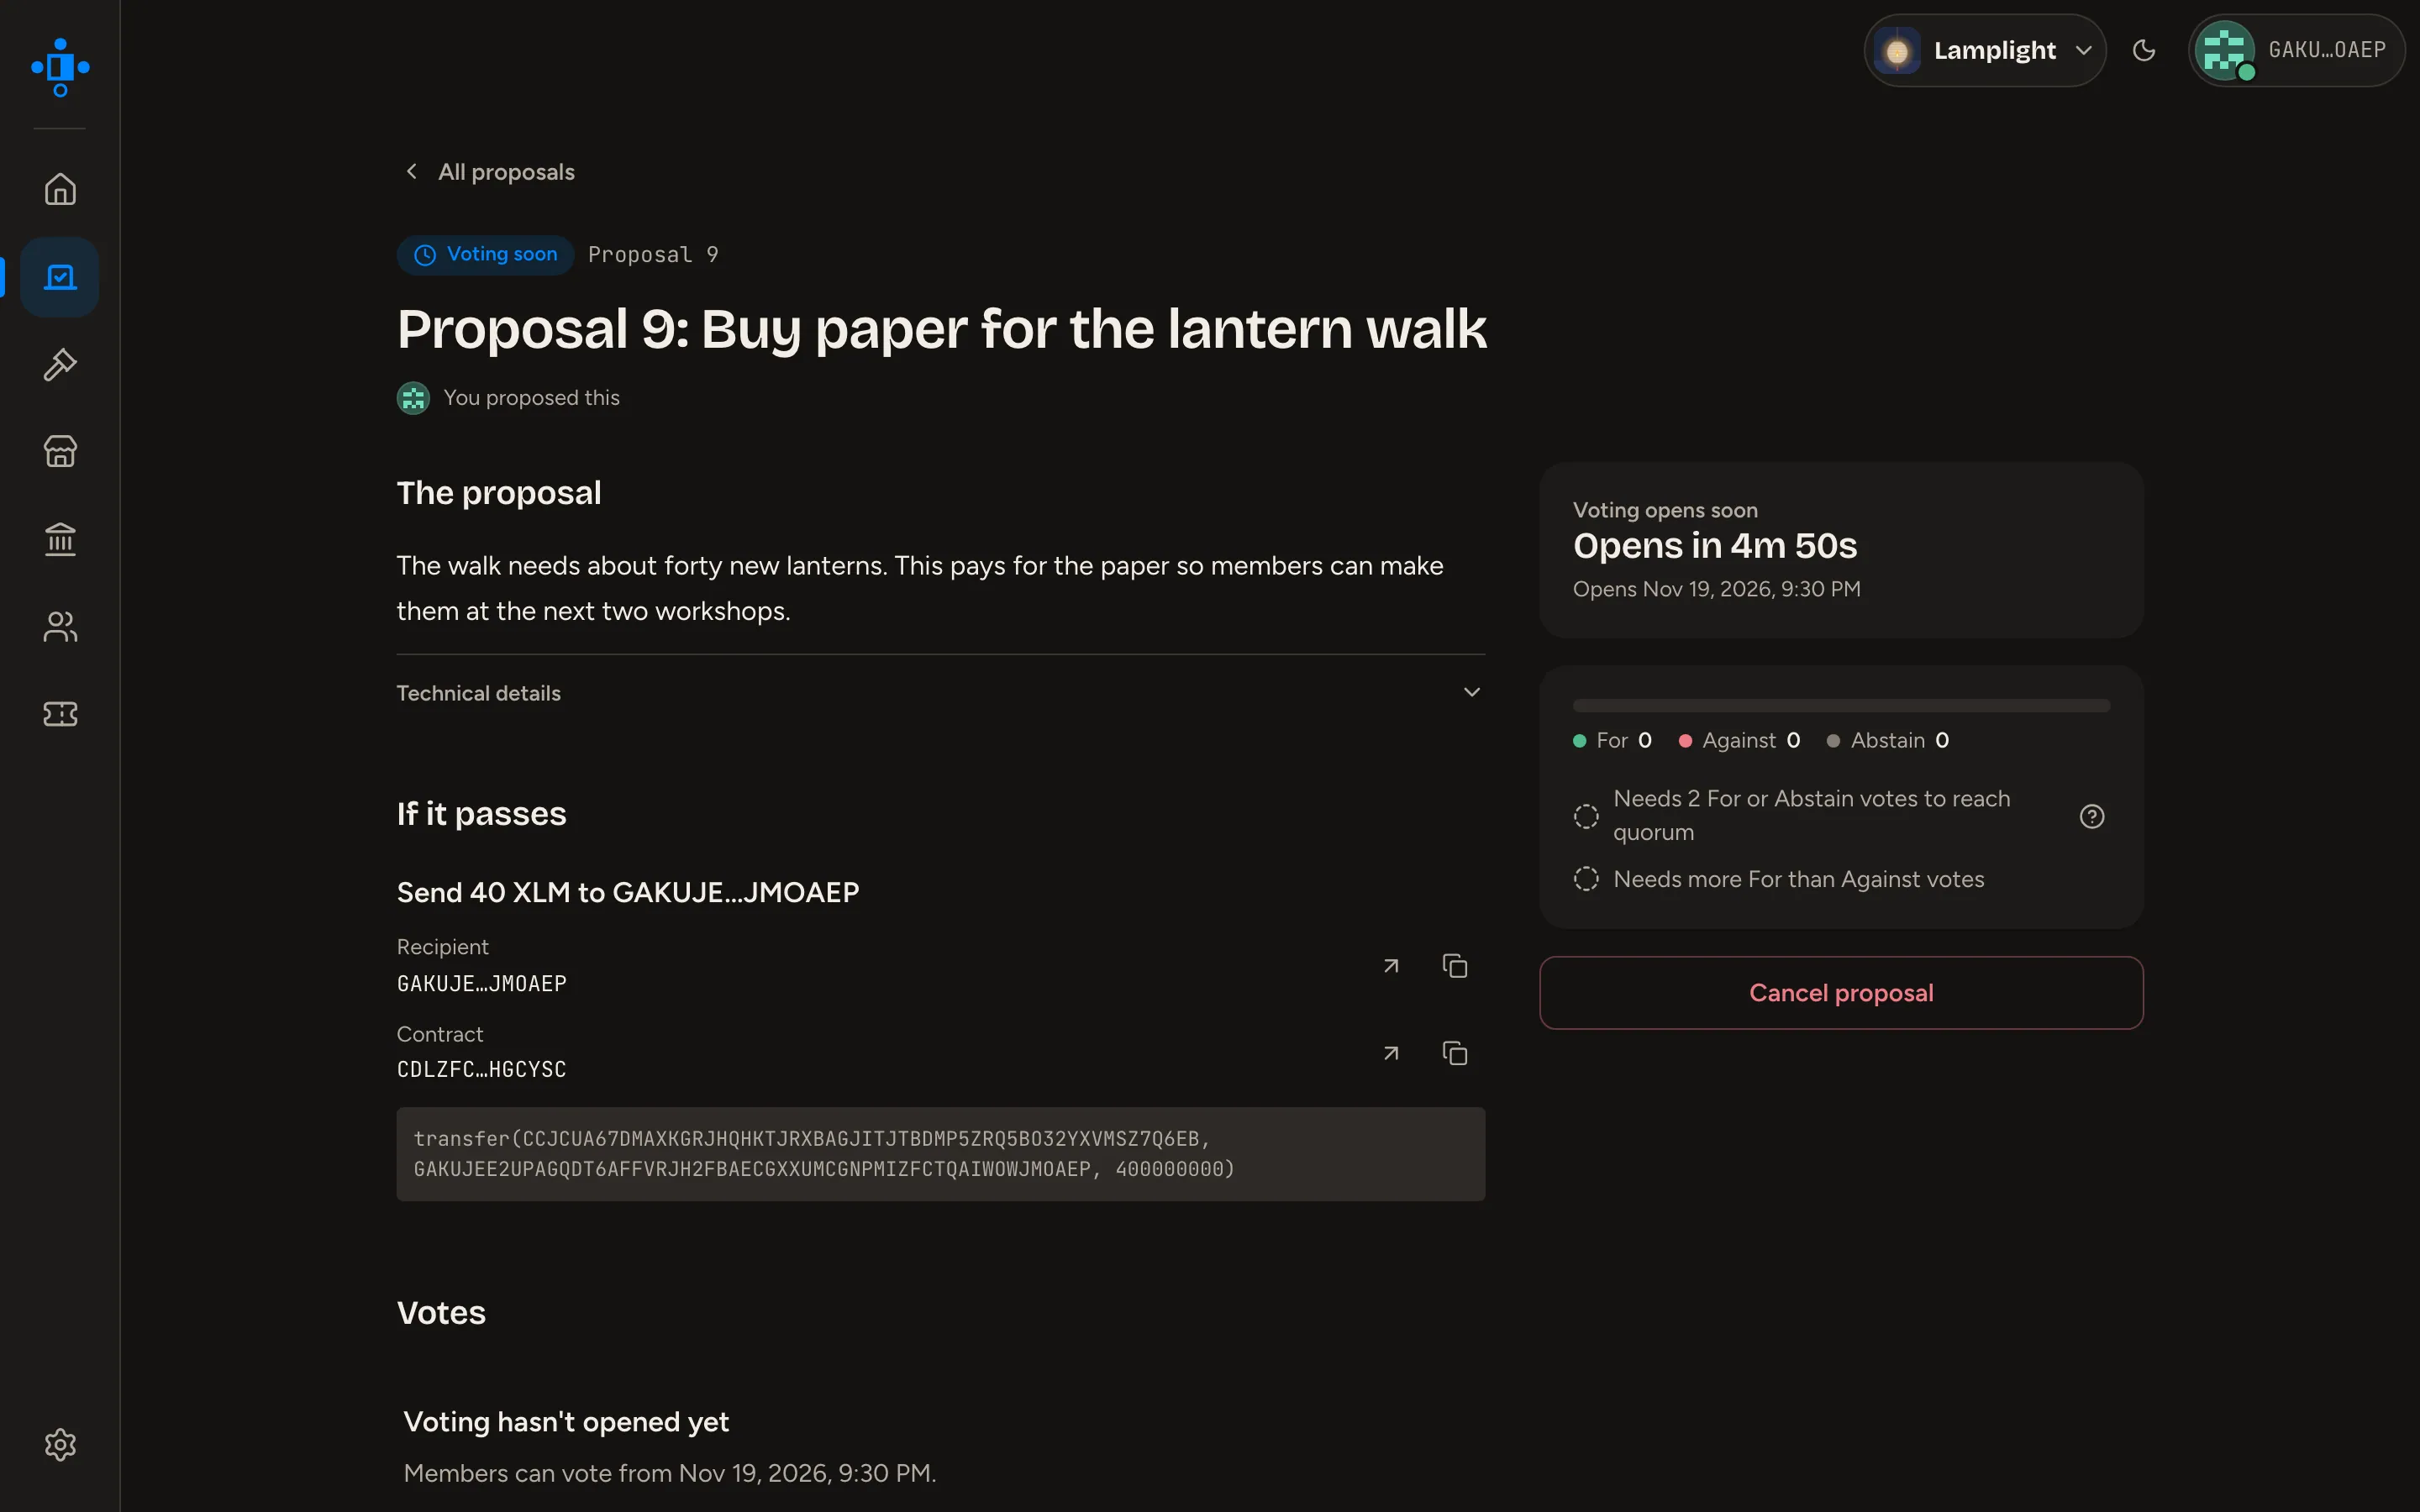 Lamplight
GAKU…OAEP
All proposals
Voting soon
Proposal 9
Proposal 9: Buy paper for the lantern walk
You proposed this
The proposal
The walk needs about forty new lanterns. This pays for the paper so members can make
them at the next two workshops.
Technical details
If it passes
Send 40 XLM to GAKUJE…JMOAEP
Recipient
GAKUJE…JMOAEP
Contract
CDLZFC…HGCYSC
transfer(CCJCUA67DMAXKGRJHQHKTJRXBAGJITJTBDMP5ZRQ5BO32YXVMSZ7Q6EB,
GAKUJEE2UPAGQDT6AFFVRJH2FBAECGXXUMCGNPMIZFCTQAIWOWJMOAEP, 400000000)
Votes
Voting hasn't opened yet
Members can vote from Nov 19, 2026, 9:30 PM.
Voting opens soon
Opens in 4m 50s
Opens Nov 19, 2026, 9:30 PM
For 0
Against 0
Abstain 0
Needs 2 For or Abstain votes to reach
quorum
Needs more For than Against votes
Cancel proposal